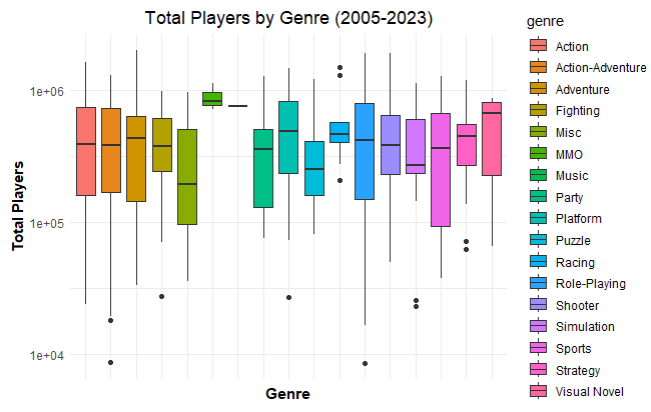 Total Players by Genre (2005-2023)
Total Players
1e+06
1e+05
1e+04
Genre
genre
Action
Action-Adventure
Adventure
Fighting
Misc
MMO
Music
Party
Platform
Puzzle
Racing
Role-Playing
Shooter
Simulation
Sports
Strategy
Visual Novel